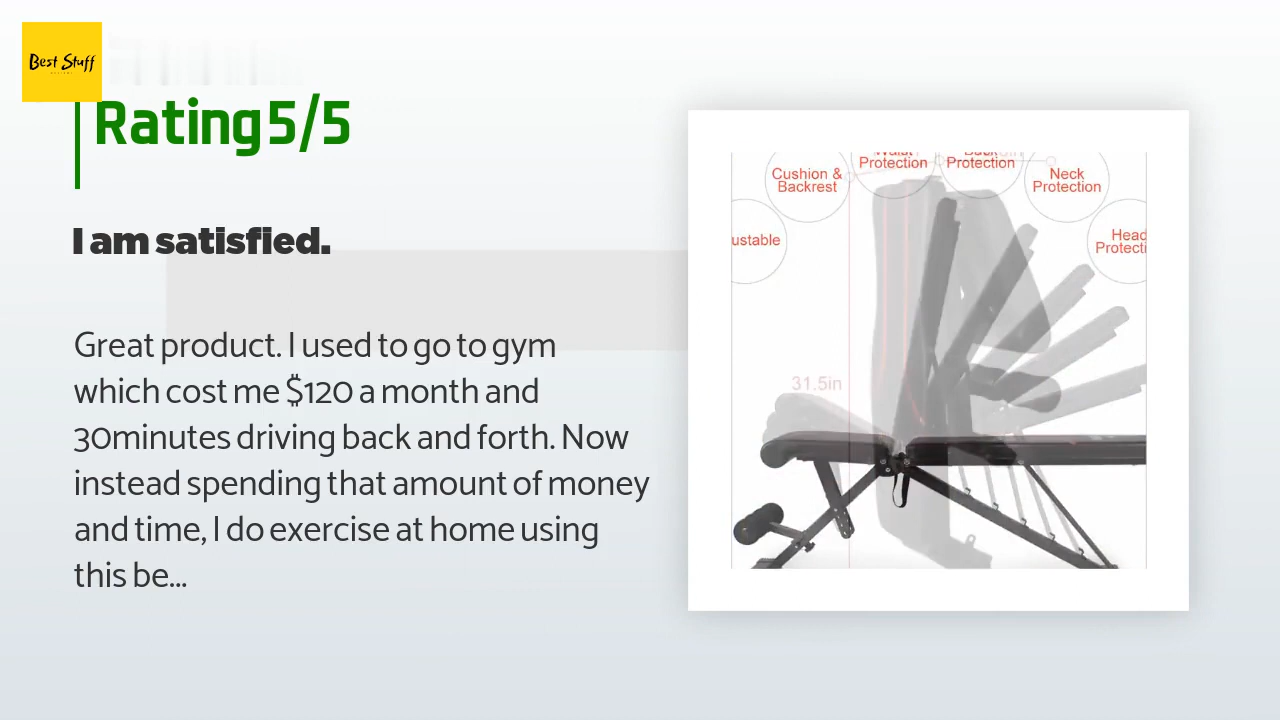 Best Stuff
Rating 5/5
I am satisfied.
Great product. I used to go to gym
which cost me $120 a month and
30minutes driving back and forth. Now
instead spending that amount of money
and time, I do exercise at home using
this be...
Waist
Protection
Back
Protection
Cushion &
Backrest
Neck
Protection
ustable
Head
Protecti
31.5in